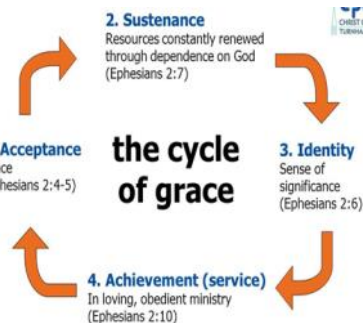 2. Sustenance
Resources constantly renewed
through dependence on God
(Ephesians 2:7)
CHRIST
TURNHA
Acceptance
ce
hesians 2:4-5)
the cycle
of grace
3. Identity
Sense of
significance
(Ephesians 2:6)
4. Achievement (service)
In loving, obedient ministry
(Ephesians 2:10)